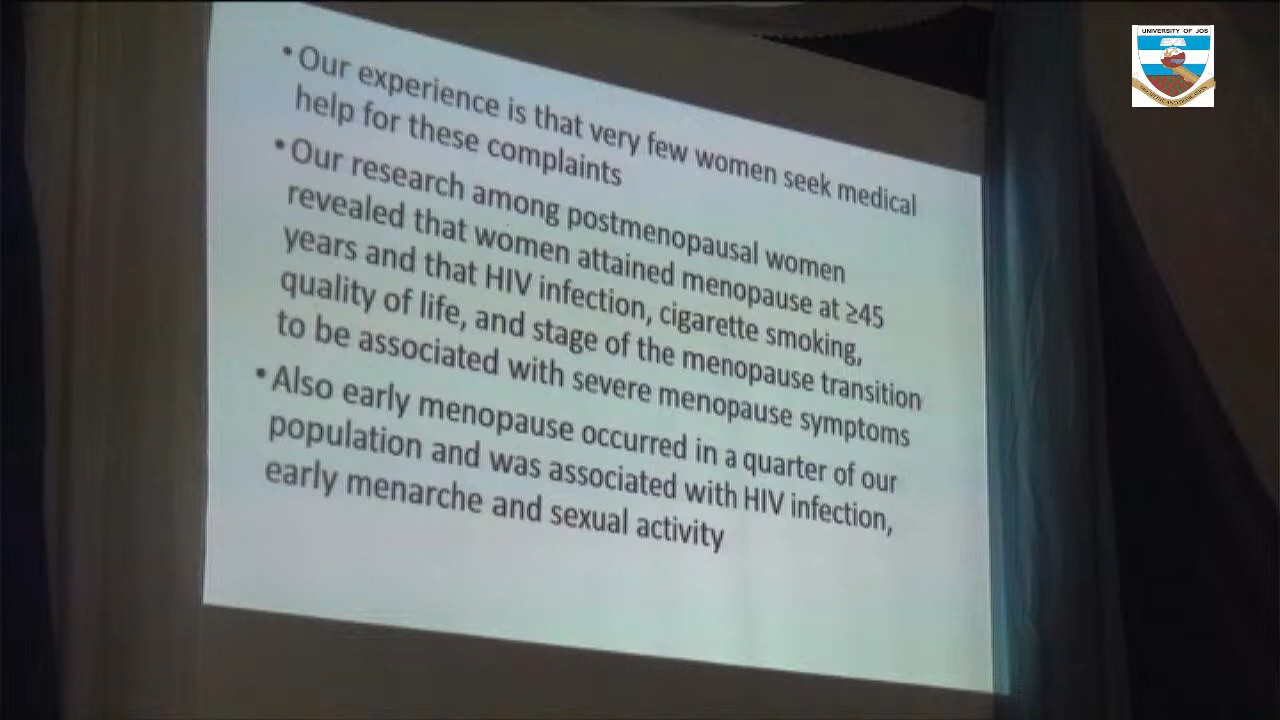 UNIVERSITY OF JOS
• Our experience is that very few women seek medical
help for these complaints
• Our research among postmenopausal women
revealed that women attained menopause at ≥45
years and that HIV infection, cigarette smoking,
quality of life, and stage of the menopause transition
to be associated with severe menopause symptoms
• Also early menopause occurred in a quarter of our
population and was associated with HIV infection,
early menarche and sexual activity